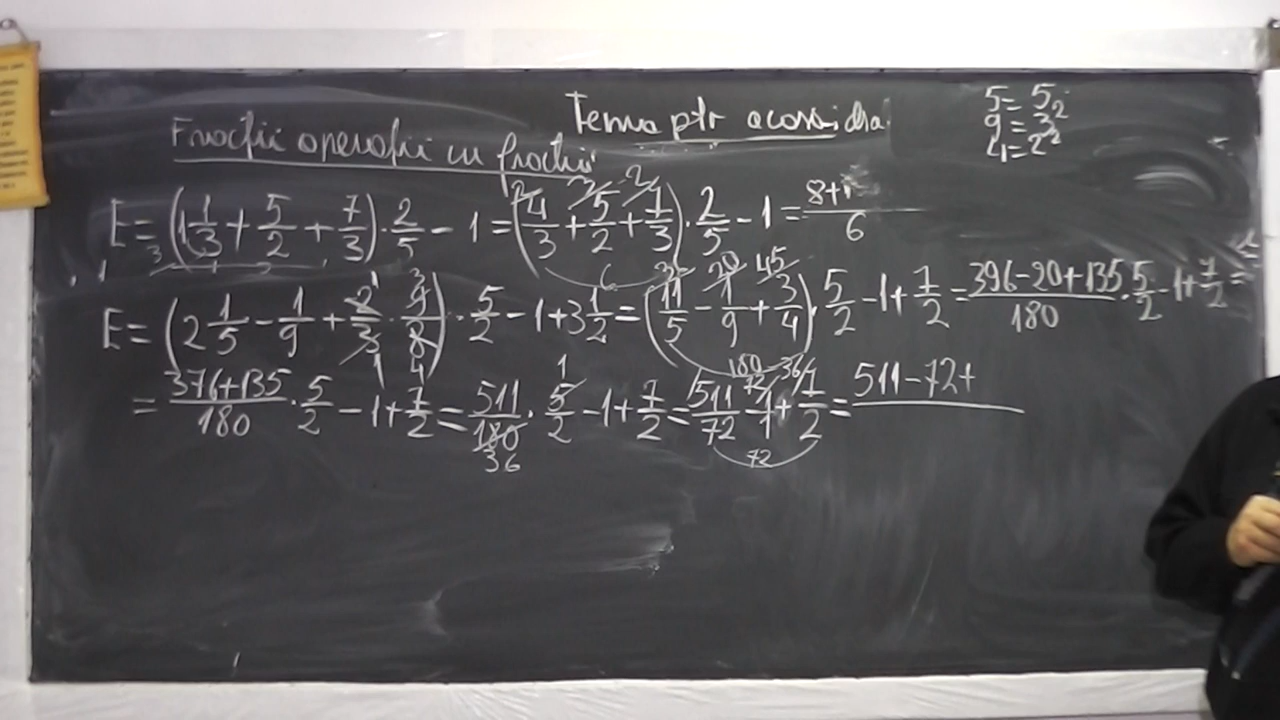 Tema ptr acasă
5 = 5
9 = 3²
4 = 2²
Fracții operații cu fracții
E = (1 1/3 + 5/2 + 7/3) · 2/5 - 1 = (4/3 + 5/2 + 7/3) · 2/5 - 1 = 8+ / 6
E = (2 1/5 - 1/9 + 2/3 · 9/8) · 5/2 - 1 + 3 1/2 = (11/5 - 1/9 + 3/4) · 5/2 - 1 + 7/2 = 396-20+135 / 180 · 5/2 - 1 + 7/2 =
= 376+135 / 180 · 5/2 - 1 + 7/2 = 511/180 · 5/2 - 1 + 7/2 = 511/72 - 1/1 + 7/2 = 511-72+
36
72